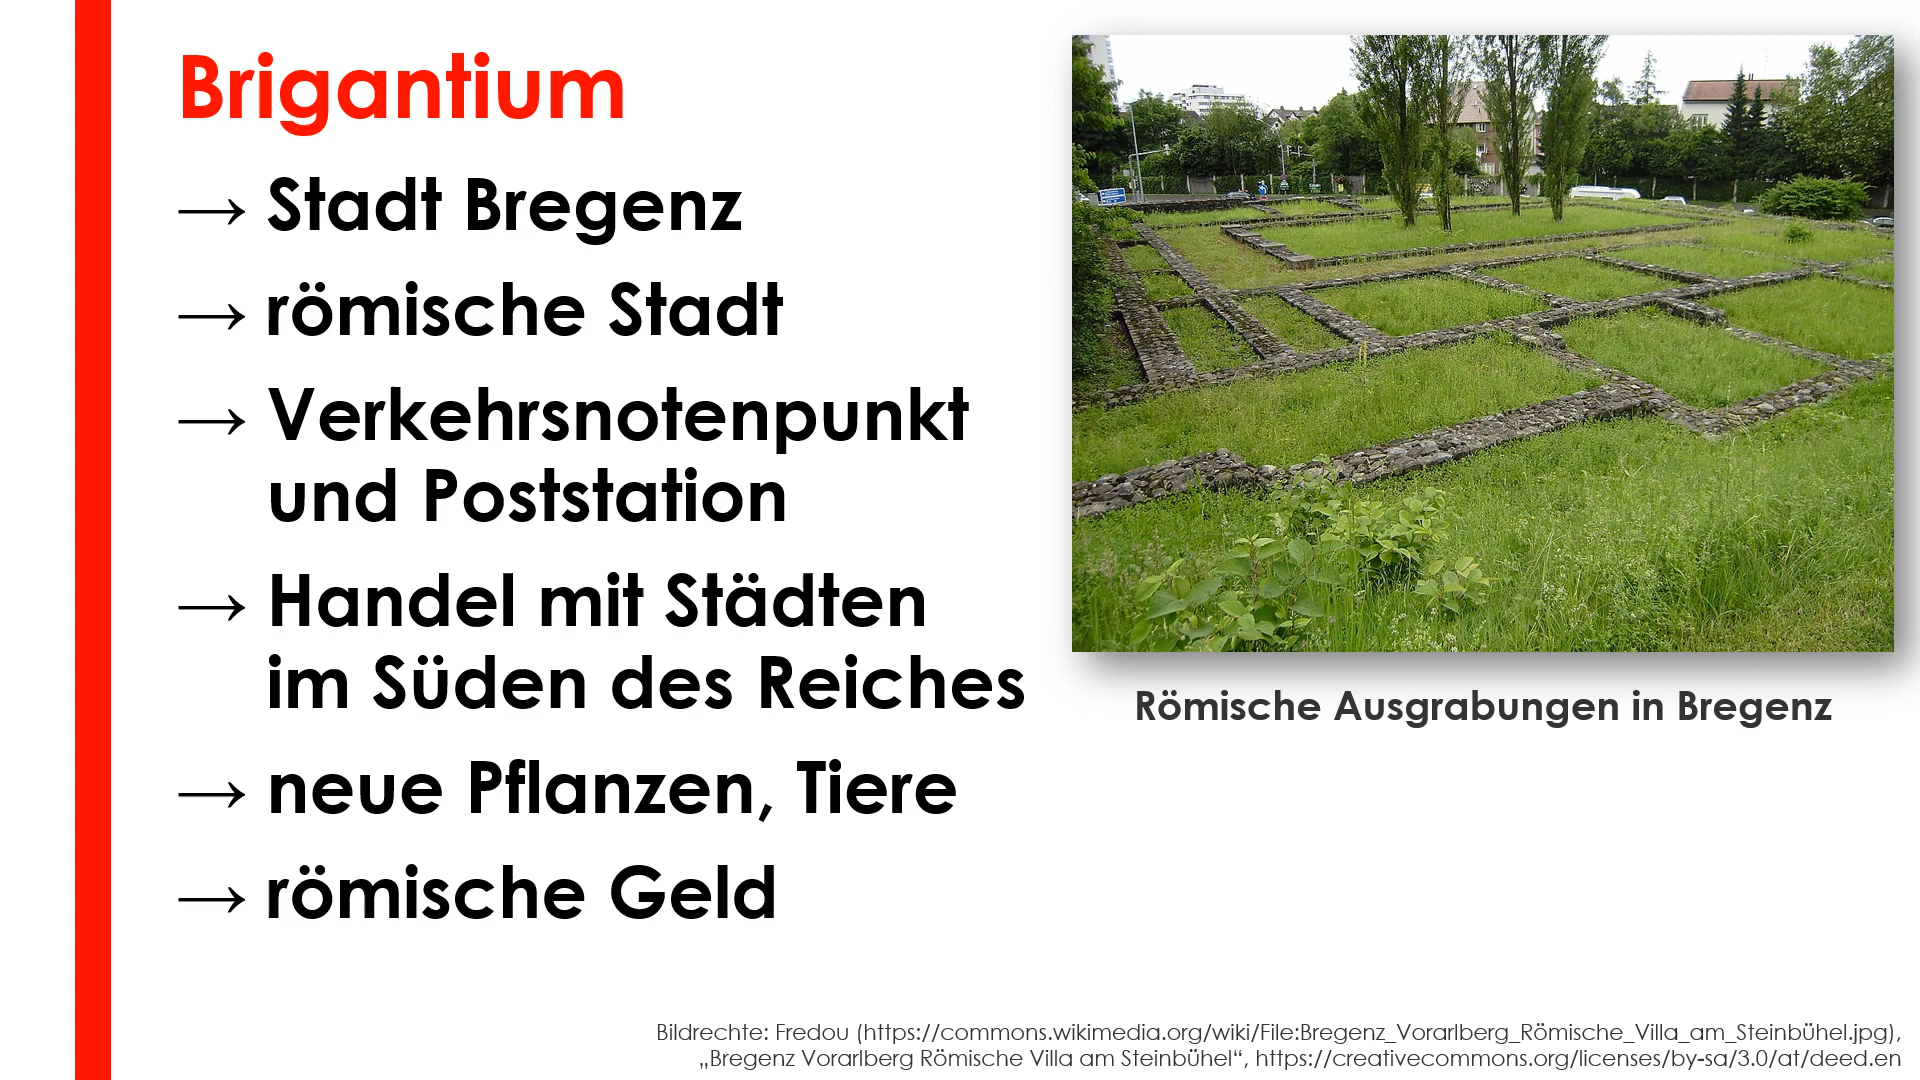 Brigantium
→ Stadt Bregenz
→ römische Stadt
→ Verkehrsnotenpunkt
und Poststation
→ Handel mit Städten
im Süden des Reiches
→ neue Pflanzen, Tiere
→ römische Geld
Römische Ausgrabungen in Bregenz
Bildrechte: Fredou (https://commons.wikimedia.org/wiki/File:Bregenz_Vorarlberg_Römische_Villa_am_Steinbühel.jpg),
„Bregenz Vorarlberg Römische Villa am Steinbühel“, https://creativecommons.org/licenses/by-sa/3.0/at/deed.en